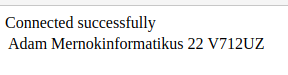 Connected successfully
Adam Mernokinformatikus 22 V712UZ